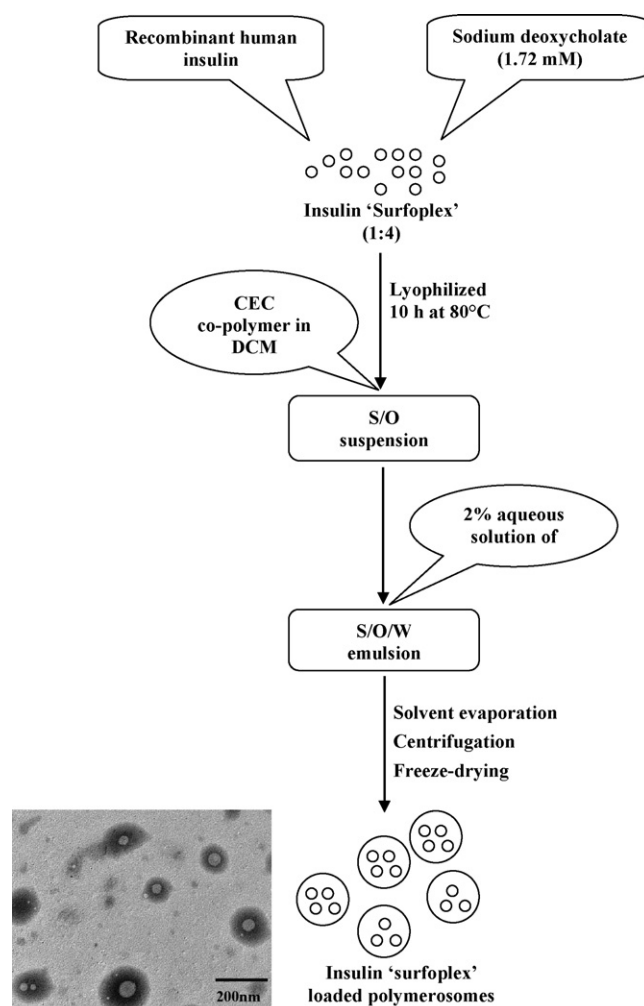 Recombinant human
insulin
Sodium deoxycholate
(1.72 mM)
Insulin ‘Surfoplex’
(1:4)
Lyophilized
10 h at 80°C
CEC
co-polymer in
DCM
S/O
suspension
2% aqueous
solution of
S/O/W
emulsion
Solvent evaporation
Centrifugation
Freeze-drying
200nm
Insulin ‘surfoplex’
loaded polymerosomes